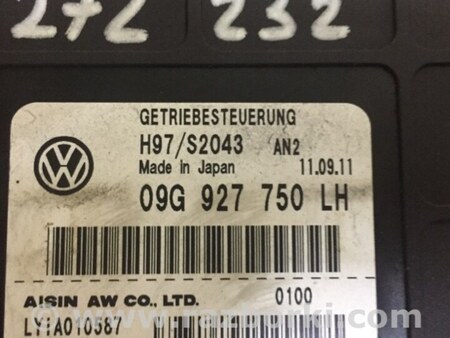 272 232
GETRIEBESTEUERUNG
H97/S2043 AN2
Made in Japan 11.09.11
09G 927 750 LH
AISIN AW CO., LTD. 0100
LY1A010587